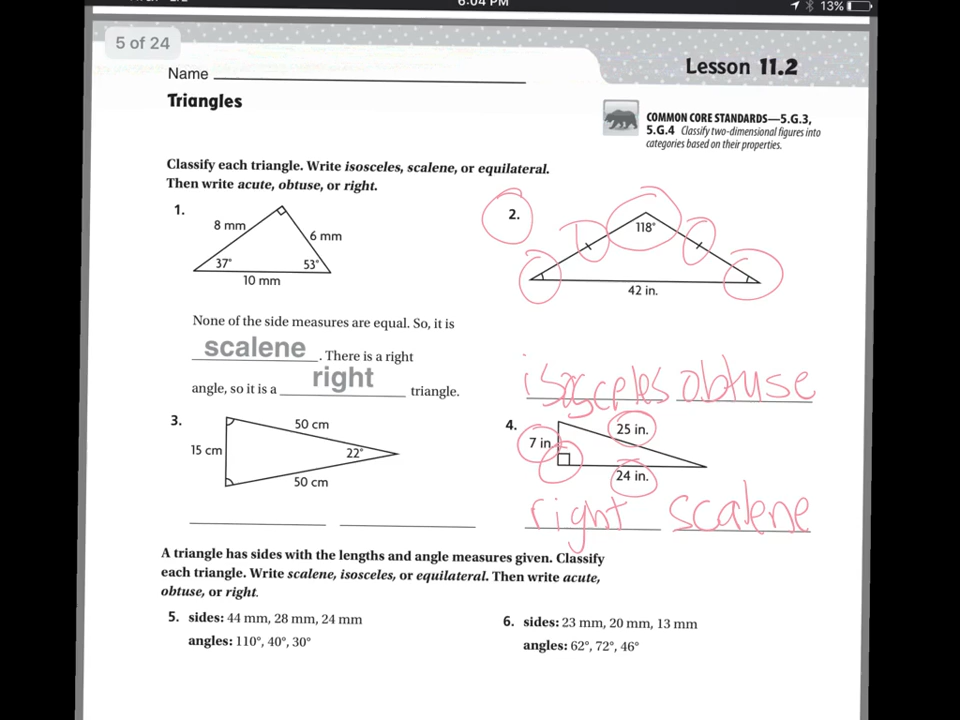 6:04 PM 13%
5 of 24
Lesson 11.2
Name
Triangles
COMMON CORE STANDARDS—5.G.3,
5.G.4 Classify two-dimensional figures into
categories based on their properties.
Classify each triangle. Write isosceles, scalene, or equilateral.
Then write acute, obtuse, or right.
1.
8 mm
6 mm
37°
53°
10 mm
2.
118°
42 in.
None of the side measures are equal. So, it is
scalene. There is a right
angle, so it is a right triangle.
isosceles obtuse
3.
50 cm
15 cm
22°
50 cm
4.
25 in.
7 in
24 in.
right scalene
A triangle has sides with the lengths and angle measures given. Classify
each triangle. Write scalene, isosceles, or equilateral. Then write acute,
obtuse, or right.
5. sides: 44 mm, 28 mm, 24 mm
angles: 110°, 40°, 30°
6. sides: 23 mm, 20 mm, 13 mm
angles: 62°, 72°, 46°